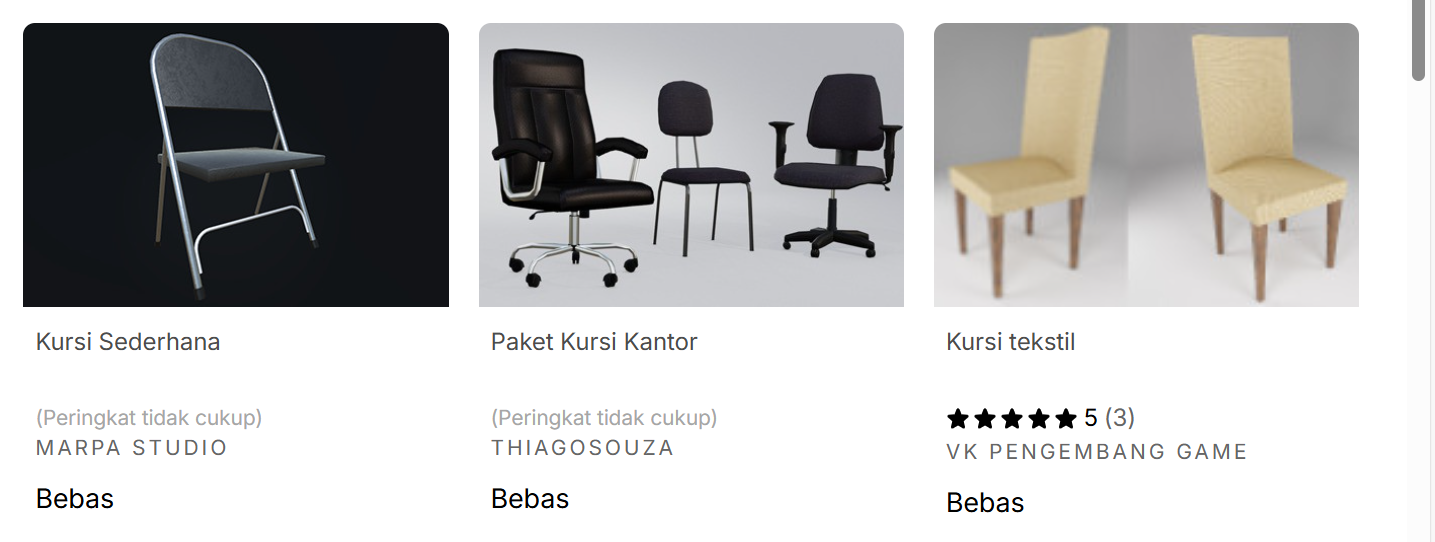 Kursi Sederhana
(Peringkat tidak cukup)
MARPA STUDIO
Bebas
Paket Kursi Kantor
(Peringkat tidak cukup)
THIAGOSOUZA
Bebas
Kursi tekstil
5 (3)
VK PENGEMBANG GAME
Bebas